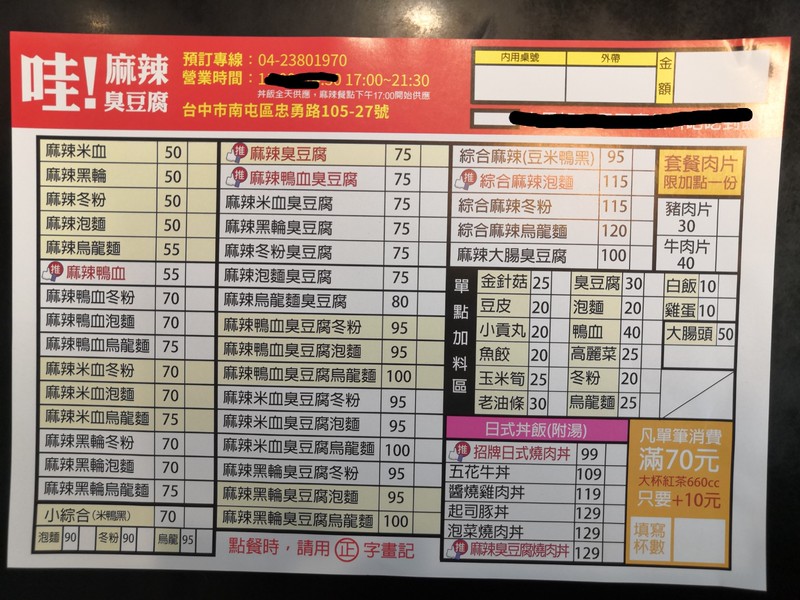 哇! 麻辣臭豆腐
預訂專線：04-23801970
營業時間： 17:00~21:30
丼飯全天供應，麻辣餐點下午17:00開始供應
台中市南屯區忠勇路105-27號
內用桌號 外帶 金額
麻辣米血 50
麻辣黑輪 50
麻辣冬粉 50
麻辣泡麵 50
麻辣烏龍麵 55
推 麻辣鴨血 55
麻辣鴨血冬粉 70
麻辣鴨血泡麵 70
麻辣鴨血烏龍麵 75
麻辣米血冬粉 70
麻辣米血泡麵 70
麻辣米血烏龍麵 75
麻辣黑輪冬粉 70
麻辣黑輪泡麵 70
麻辣黑輪烏龍麵 75
小綜合(米鴨黑) 70
泡麵 90 冬粉 90 烏龍 95
推 麻辣臭豆腐 75
推 麻辣鴨血臭豆腐 75
麻辣米血臭豆腐 75
麻辣黑輪臭豆腐 75
麻辣冬粉臭豆腐 75
麻辣泡麵臭豆腐 75
麻辣烏龍麵臭豆腐 80
麻辣鴨血臭豆腐冬粉 95
麻辣鴨血臭豆腐泡麵 95
麻辣鴨血臭豆腐烏龍麵 100
麻辣米血臭豆腐冬粉 95
麻辣米血臭豆腐泡麵 95
麻辣米血臭豆腐烏龍麵 100
麻辣黑輪臭豆腐冬粉 95
麻辣黑輪臭豆腐泡麵 95
麻辣黑輪臭豆腐烏龍麵 100
點餐時，請用 正 字畫記
綜合麻辣(豆米鴨黑) 95
推 綜合麻辣泡麵 115
綜合麻辣冬粉 115
綜合麻辣烏龍麵 120
麻辣大腸臭豆腐 100
套餐肉片
限加點一份
豬肉片 30
牛肉片 40
單點加料區
金針菇 25 臭豆腐 30 白飯 10
豆皮 20 泡麵 20 雞蛋 10
小貢丸 20 鴨血 40 大腸頭 50
魚餃 20 高麗菜 25
玉米筍 25 冬粉 20
老油條 30 烏龍麵 25
日式丼飯(附湯)
推 招牌日式燒肉丼 99
五花牛丼 109
醬燒雞肉丼 119
起司豚丼 129
泡菜燒肉丼 129
推 麻辣臭豆腐燒肉丼 129
凡單筆消費
滿70元
大杯紅茶660cc
只要+10元
填寫杯數